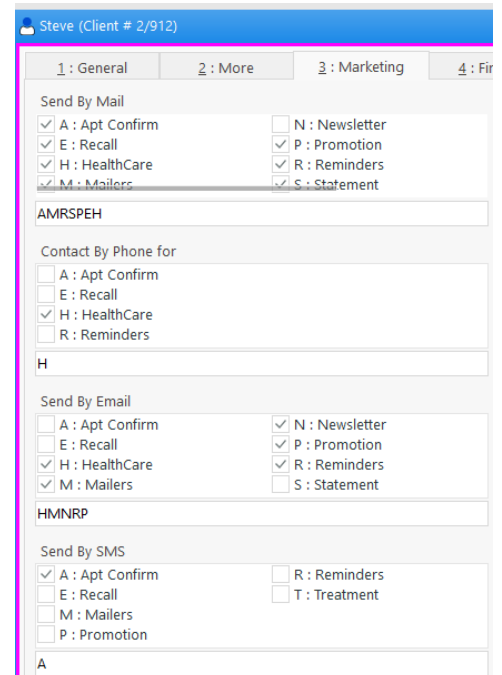 Steve (Client # 2/912)
1 : General 2 : More 3 : Marketing 4 : Fir
Send By Mail
A : Apt Confirm N : Newsletter
E : Recall P : Promotion
H : HealthCare R : Reminders
M : Mailers S : Statement
AMRSPEH
Contact By Phone for
A : Apt Confirm
E : Recall
H : HealthCare
R : Reminders
H
Send By Email
A : Apt Confirm N : Newsletter
E : Recall P : Promotion
H : HealthCare R : Reminders
M : Mailers S : Statement
HMNRP
Send By SMS
A : Apt Confirm R : Reminders
E : Recall T : Treatment
M : Mailers
P : Promotion
A